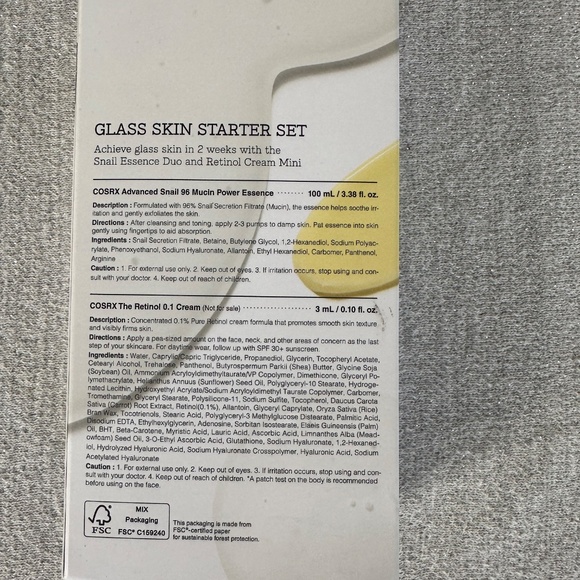 GLASS SKIN STARTER SET
Achieve glass skin in 2 weeks with the
Snail Essence Duo and Retinol Cream Mini
COSRX Advanced Snail 96 Mucin Power Essence ········ 100 mL / 3.38 fl. oz.
Description : Formulated with 96% Snail Secretion Filtrate (Mucin), the essence helps soothe irr-
itation and gently exfoliates the skin.
Directions : After cleansing and toning, apply 2-3 pumps to damp skin. Pat essence into skin
gently using fingertips to aid absorption.
Ingredients : Snail Secretion Filtrate, Betaine, Butylene Glycol, 1,2-Hexanediol, Sodium Polyac-
rylate, Phenoxyethanol, Sodium Hyaluronate, Allantoin, Ethyl Hexanediol, Carbomer, Panthenol,
Arginine
Caution : 1. For external use only. 2. Keep out of eyes. 3. If irritation occurs, stop using and con-
sult with your doctor. 4. Keep out of reach of children.
COSRX The Retinol 0.1 Cream (Not for sale) ········ 3 mL / 0.10 fl. oz.
Description : Concentrated 0.1% Pure Retinol cream formula that promotes smooth skin texture
and visibly firms skin.
Directions : Apply a pea-sized amount on the face, neck, and other areas of concern as the last
step of your skincare. For daytime wear, follow up with SPF 30+ sunscreen.
Ingredients : Water, Caprylic/Capric Triglyceride, Propanediol, Glycerin, Tocopheryl Acetate,
Cetearyl Alcohol, Trehalose, Panthenol, Butyrospermum Parkii (Shea) Butter, Glycine Soja
(Soybean) Oil, Ammonium Acryloyldimethyltaurate/VP Copolymer, Dimethicone, Glyceryl Po-
lymethacrylate, Helianthus Annuus (Sunflower) Seed Oil, Polyglyceryl-10 Stearate, Hydroge-
nated Lecithin, Hydroxyethyl Acrylate/Sodium Acryloyldimethyl Taurate Copolymer, Carbomer,
Tromethamine, Glyceryl Stearate, Polysilicone-11, Sodium Sulfite, Tocopherol, Daucus Carota
Sativa (Carrot) Root Extract, Retinol(0.1%), Allantoin, Glyceryl Caprylate, Oryza Sativa (Rice)
Bran Wax, Tocotrienols, Stearic Acid, Polyglyceryl-3 Methylglucose Distearate, Palmitic Acid,
Disodium EDTA, Ethylhexylglycerin, Adenosine, Sorbitan Isostearate, Elaeis Guineensis (Palm)
Oil, BHT, Beta-Carotene, Myristic Acid, Lauric Acid, Ascorbic Acid, Limnanthes Alba (Mead-
owfoam) Seed Oil, 3-O-Ethyl Ascorbic Acid, Glutathione, Sodium Hyaluronate, 1,2-Hexaned-
iol, Hydrolyzed Hyaluronic Acid, Sodium Hyaluronate Crosspolymer, Hyaluronic Acid, Sodium
Acetylated Hyaluronate
Caution : 1. For external use only. 2. Keep out of eyes. 3. If irritation occurs, stop using and con-
sult with your doctor. 4. Keep out of reach of children. *A patch test on the body is recommended
before using on the face.
FSC
MIX
Packaging
FSC® C159240
This packaging is made from
FSC®-certified paper
for sustainable forest protection.